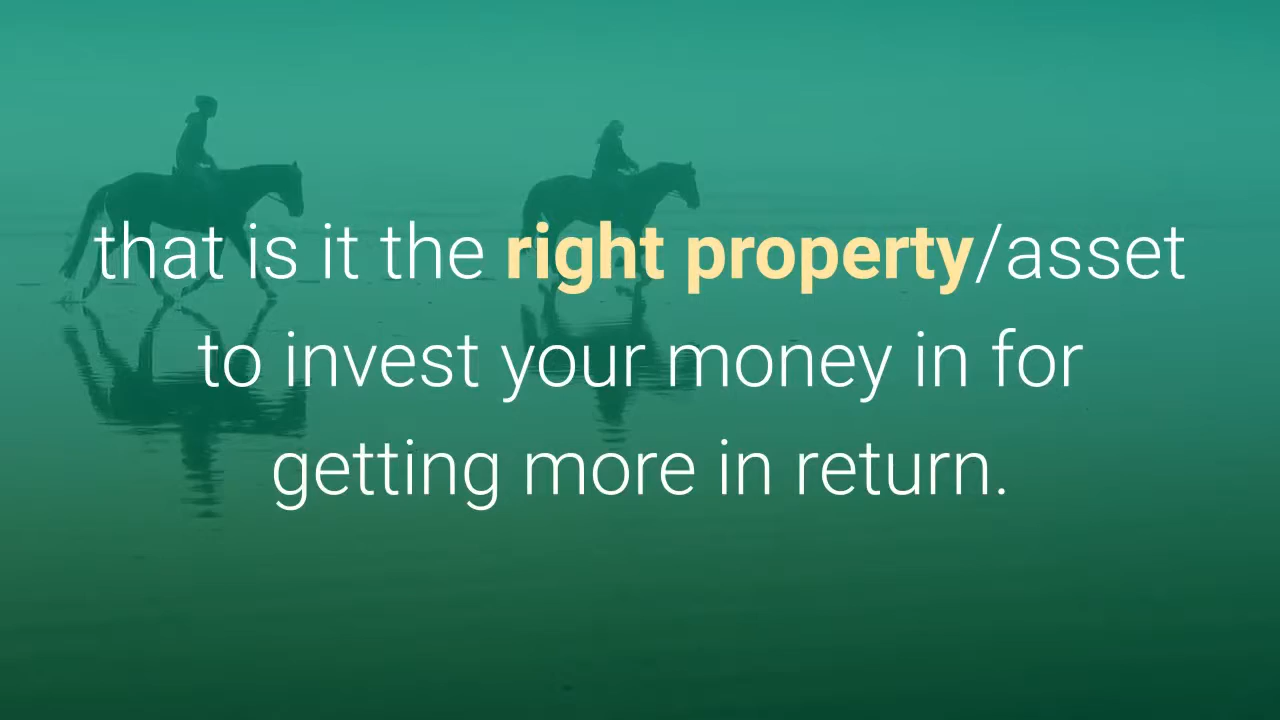 that is it the right property/asset
to invest your money in for
getting more in return.